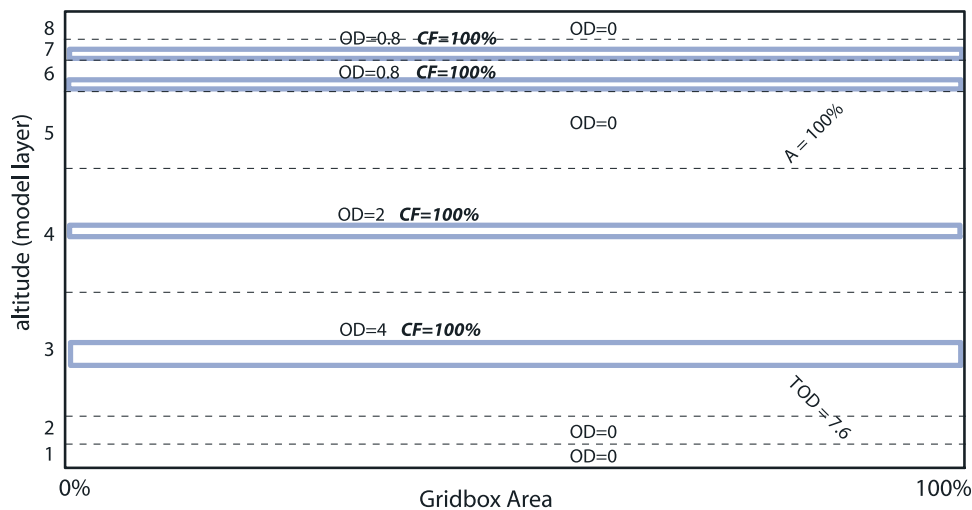 8
OD=0
7
OD=0.8 CF=100%
6
OD=0.8 CF=100%
5
OD=0
A = 100%
OD=2 CF=100%
4
OD=4 CF=100%
3
TOD = 7.6
2
OD=0
1
OD=0
altitude (model layer)
0%
Gridbox Area
100%